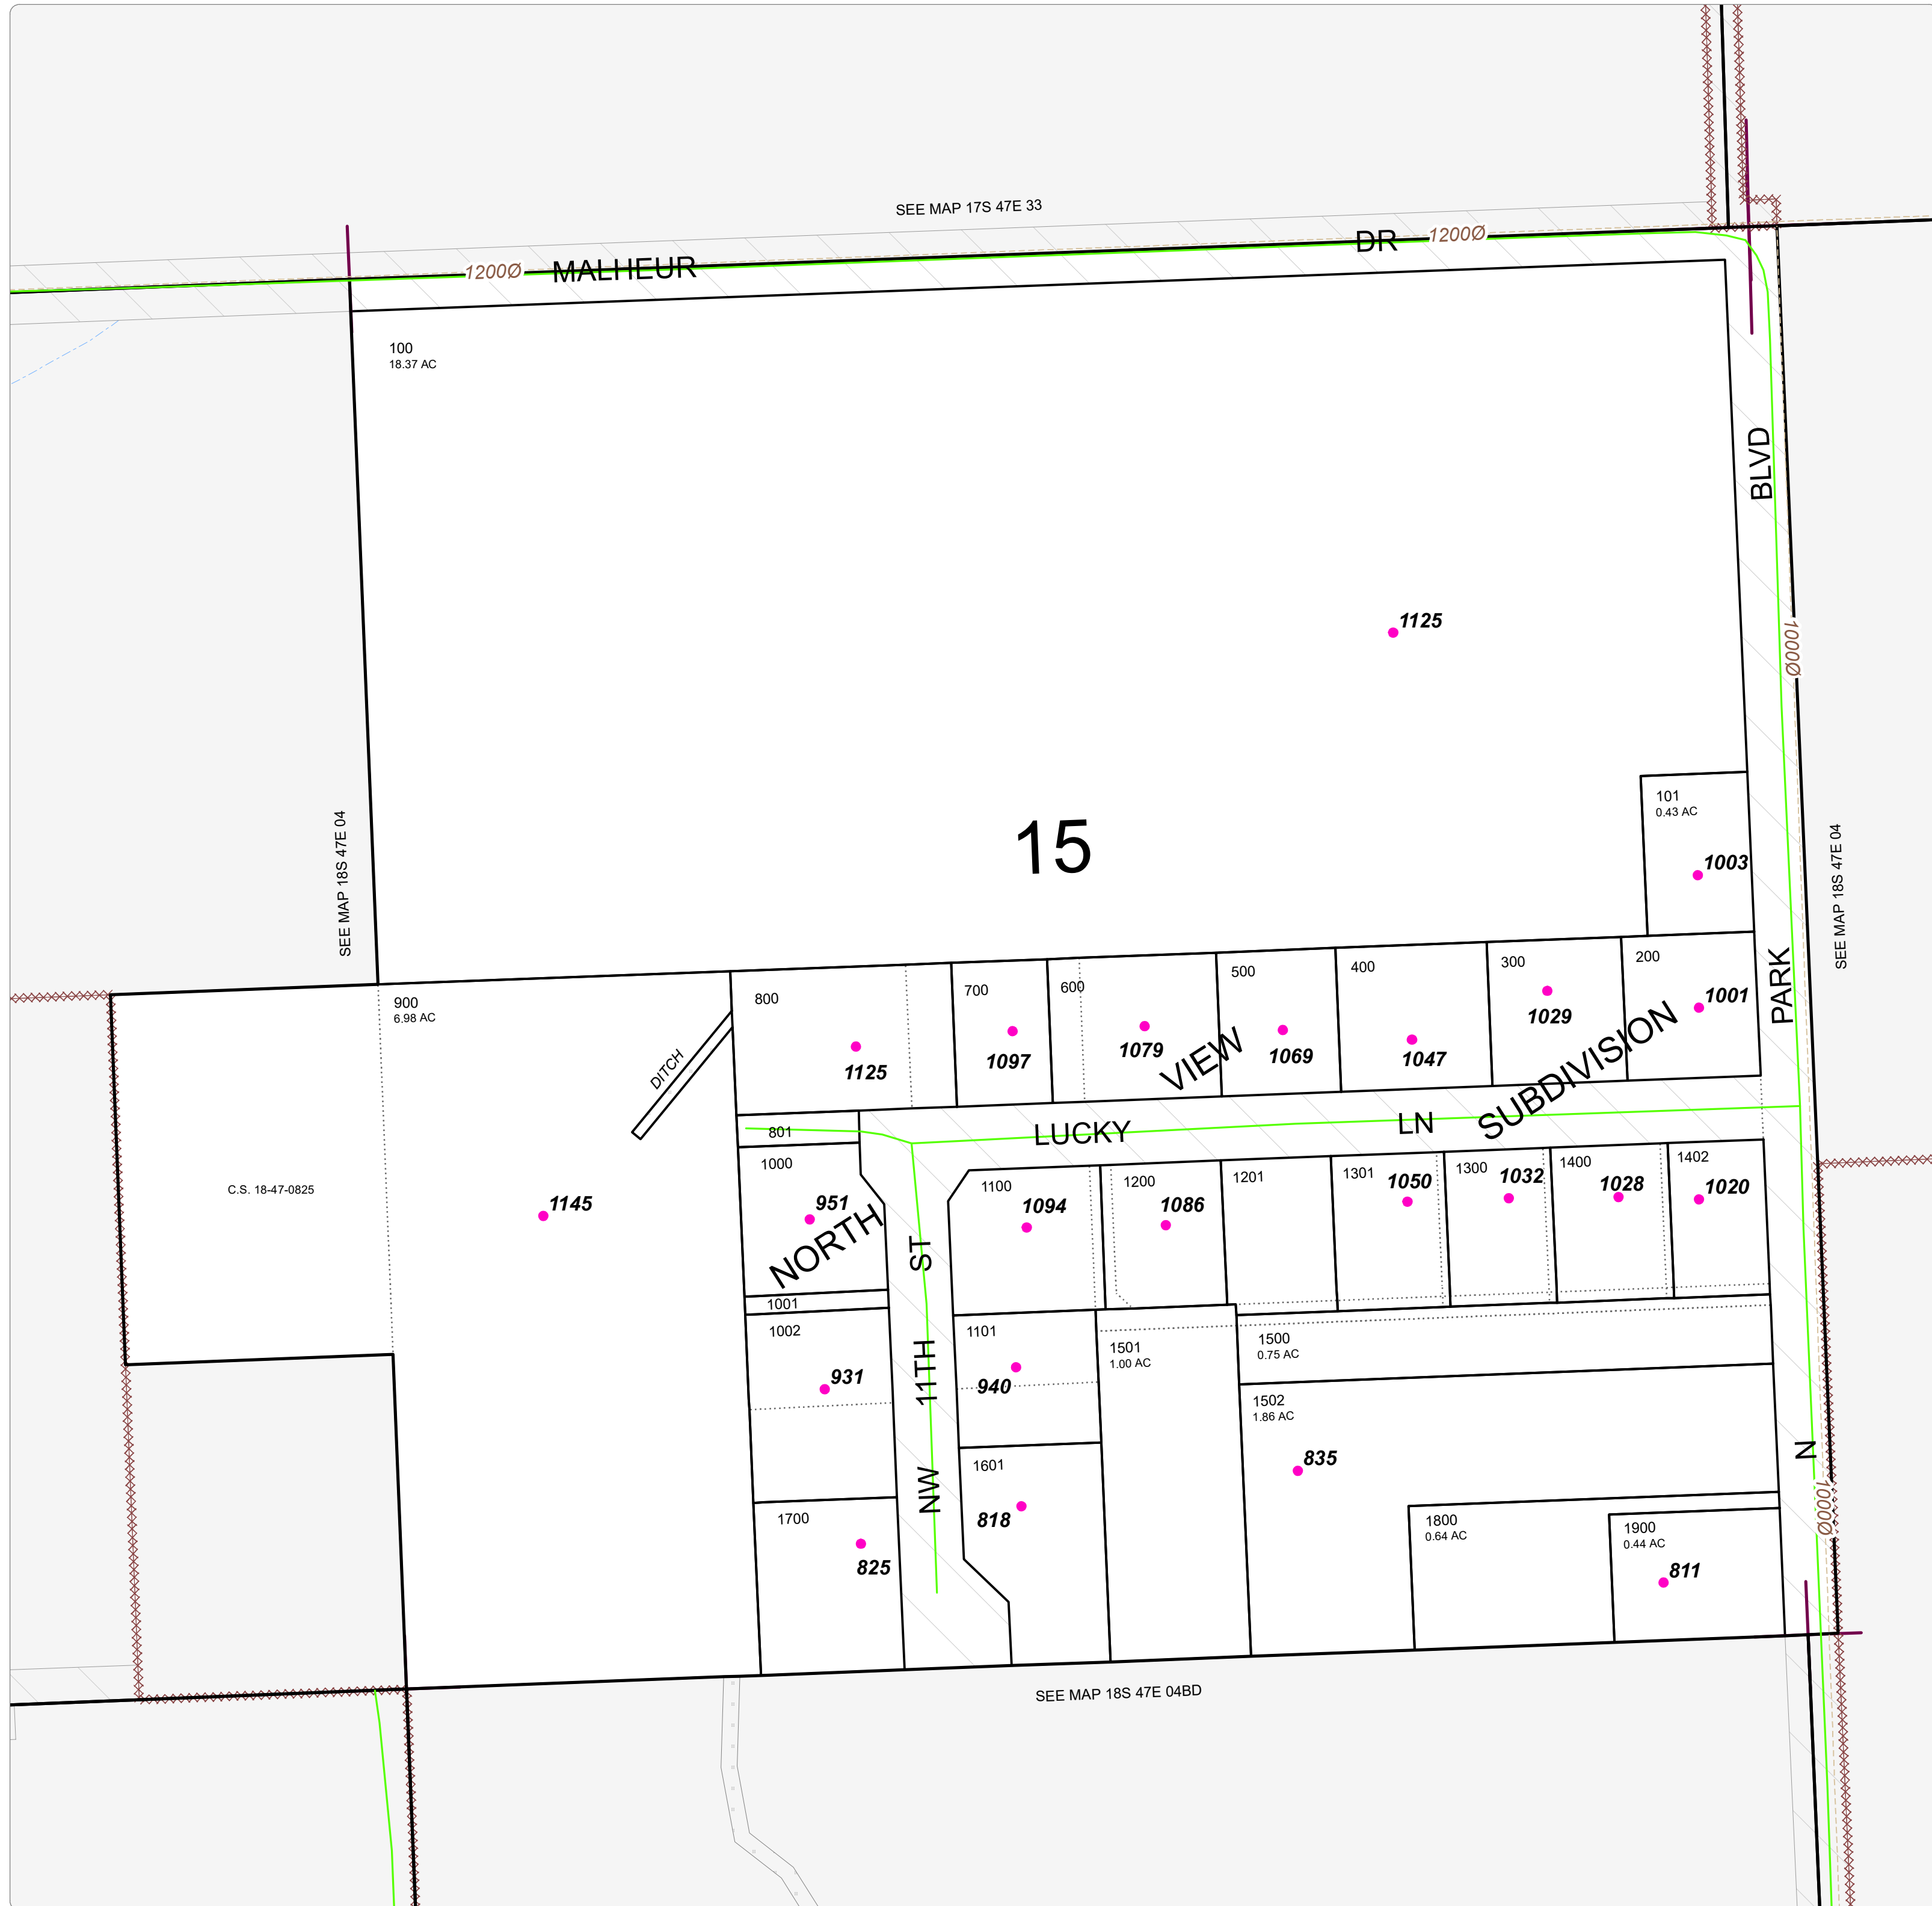 SEE MAP 17S 47E 33
MALHEUR DR
1200Ø
1200Ø
100
18.37 AC
BLVD
1125
1000Ø
SEE MAP 18S 47E 04
SEE MAP 18S 47E 04
15
101
0.43 AC
1003
PARK
900
6.98 AC
800
700
600
500
400
300
200
1125
1097
1079
1069
1047
1029
1001
DITCH
NORTH VIEW SUBDIVISION
LUCKY LN
801
1000
951
C.S. 18-47-0825
1145
1100
1094
1200
1086
1201
1301
1050
1300
1032
1400
1028
1402
1020
NW 11TH ST
1001
1002
931
1101
940
1501
1.00 AC
1500
0.75 AC
1502
1.86 AC
835
N
1000Ø
1601
818
1700
825
1800
0.64 AC
1900
0.44 AC
811
SEE MAP 18S 47E 04BD